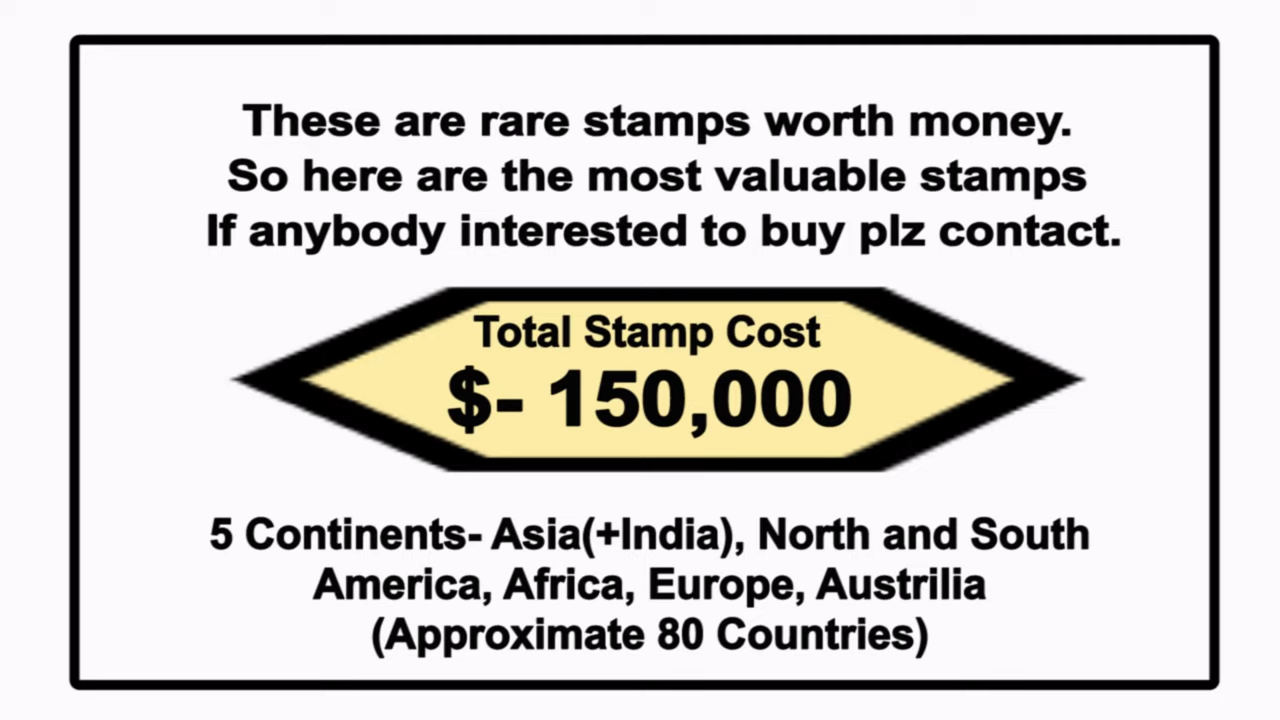 These are rare stamps worth money.
So here are the most valuable stamps
If anybody interested to buy plz contact.
Total Stamp Cost
$- 150,000
5 Continents- Asia(+India), North and South
America, Africa, Europe, Austrilia
(Approximate 80 Countries)